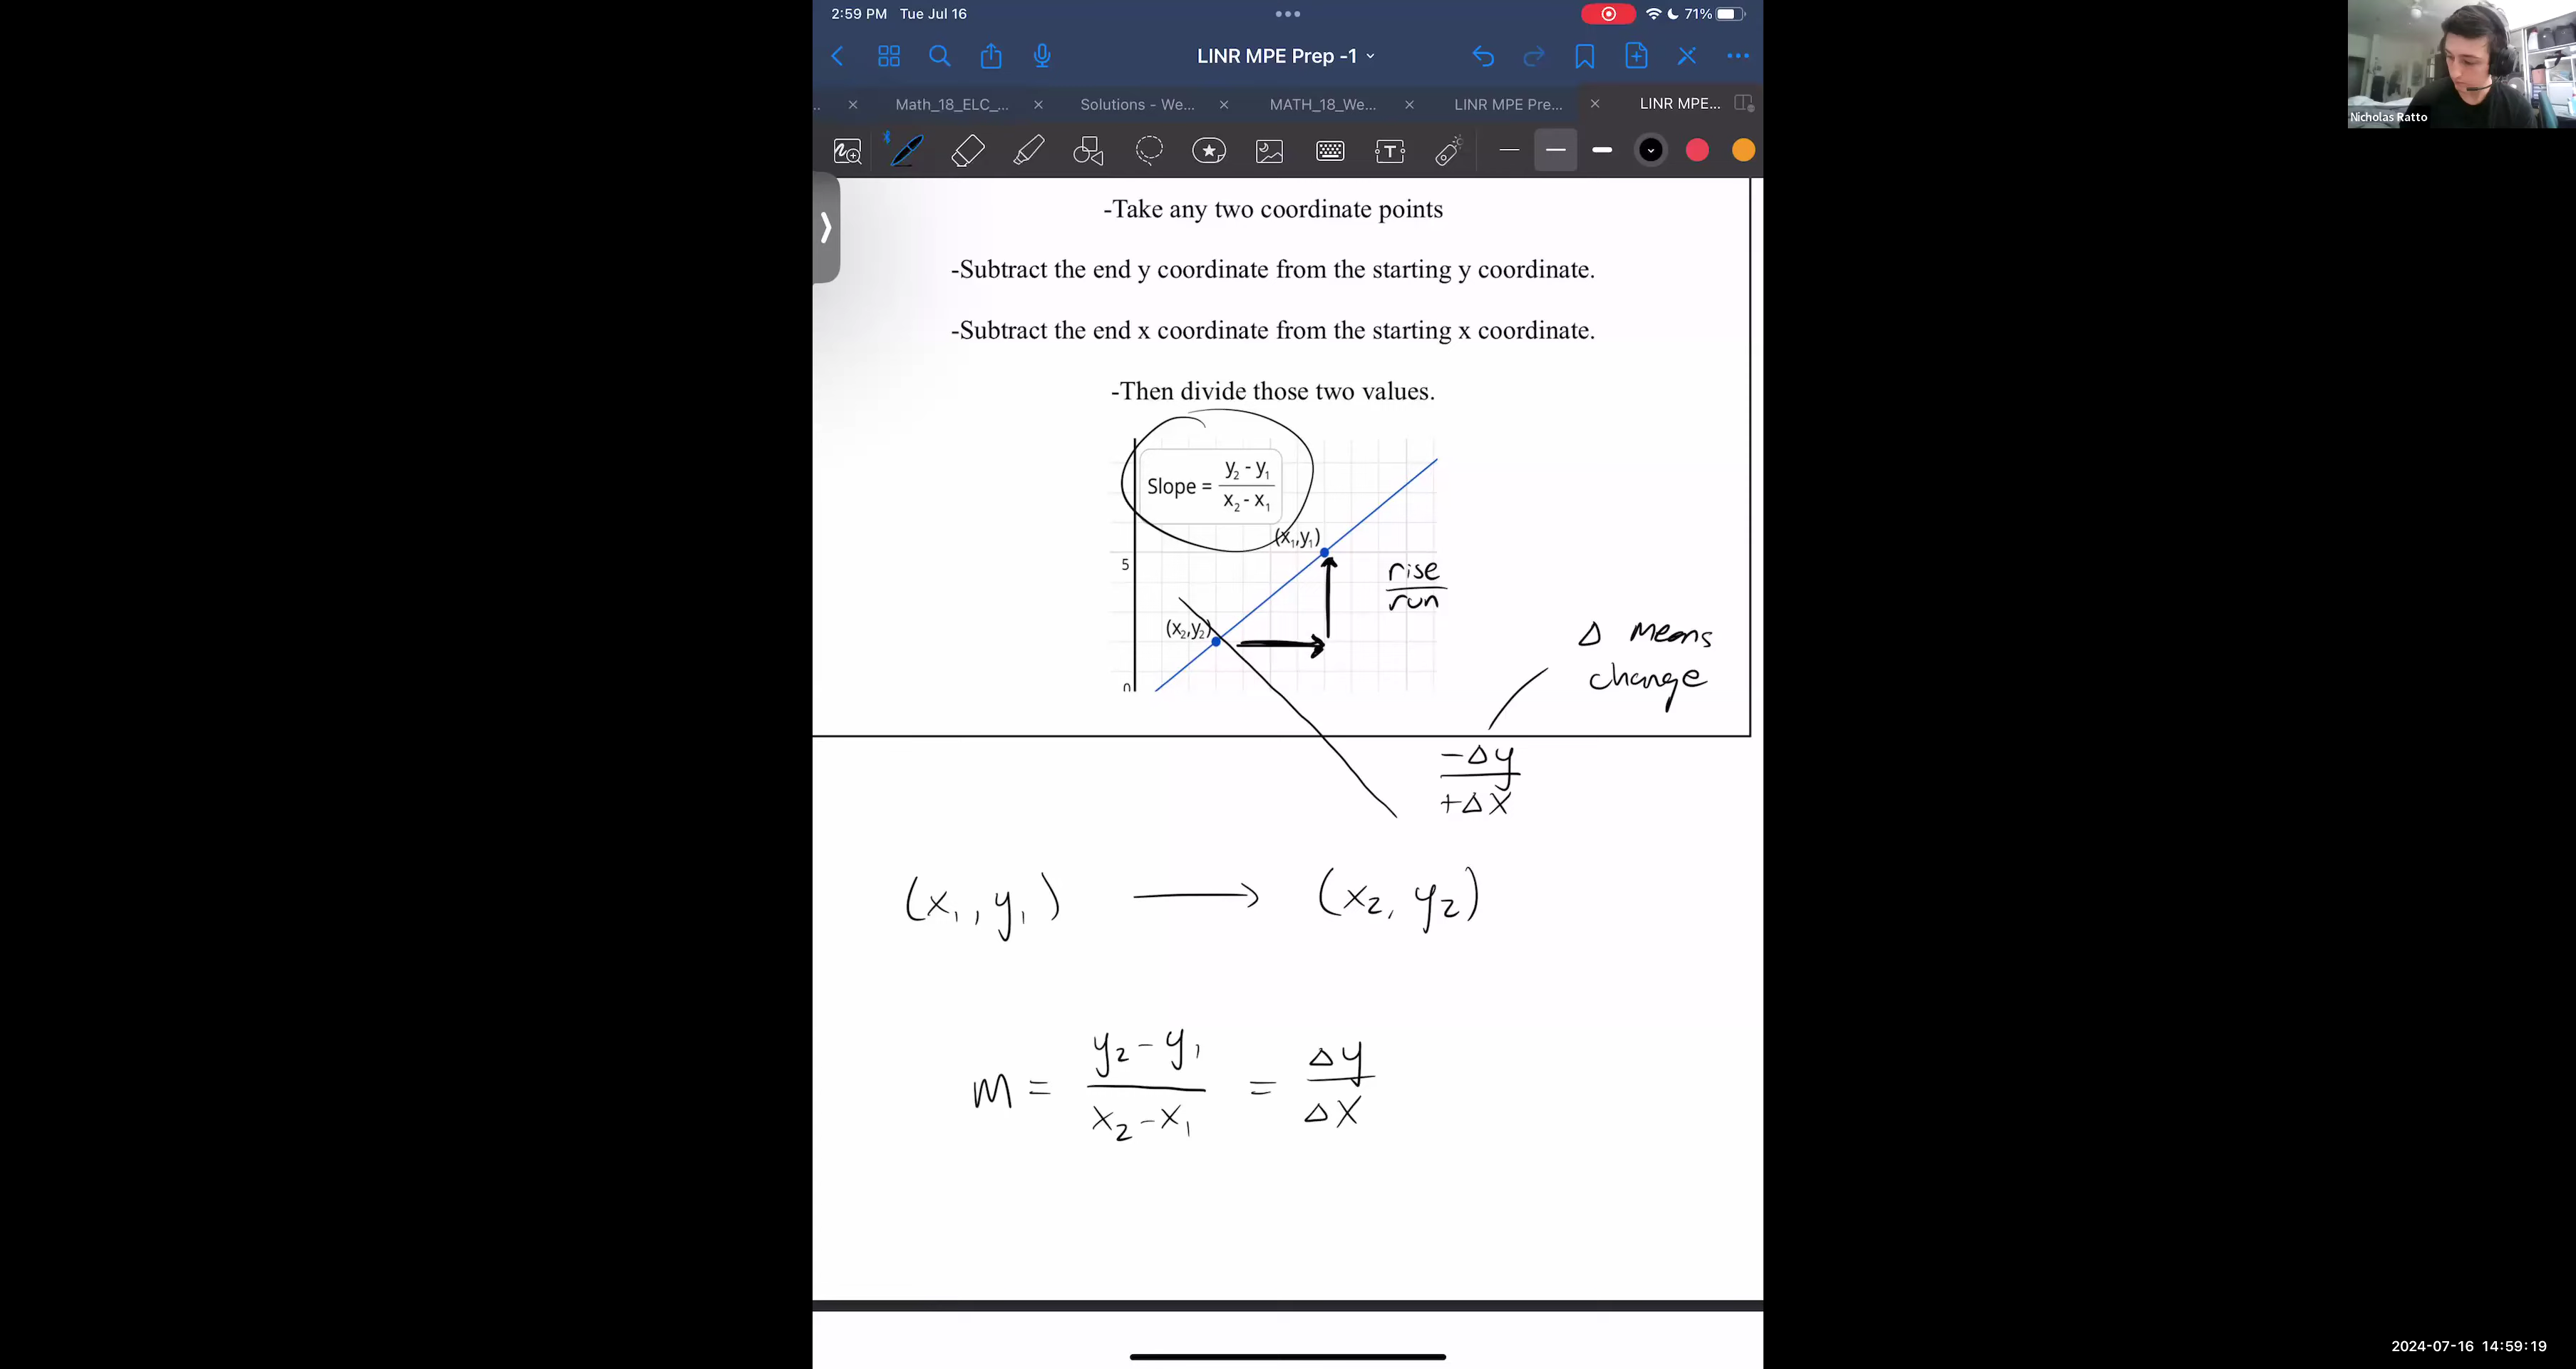 2:59 PM Tue Jul 16
71%
LINR MPE Prep -1
Math_18_ELC_...
Solutions - We...
MATH_18_We...
LINR MPE Pre...
LINR MPE...
Nicholas Ratto
-Take any two coordinate points
-Subtract the end y coordinate from the starting y coordinate.
-Subtract the end x coordinate from the starting x coordinate.
-Then divide those two values.
Slope = y₂ - y₁ / x₂ - x₁
(x₁,y₁)
5
rise
run
(x₂,y₂)
0
Δ means
change
-Δy
+Δx
(x₁, y₁) → (x₂, y₂)
m = y₂ - y₁ / x₂ - x₁ = Δy / Δx
2024-07-16 14:59:19